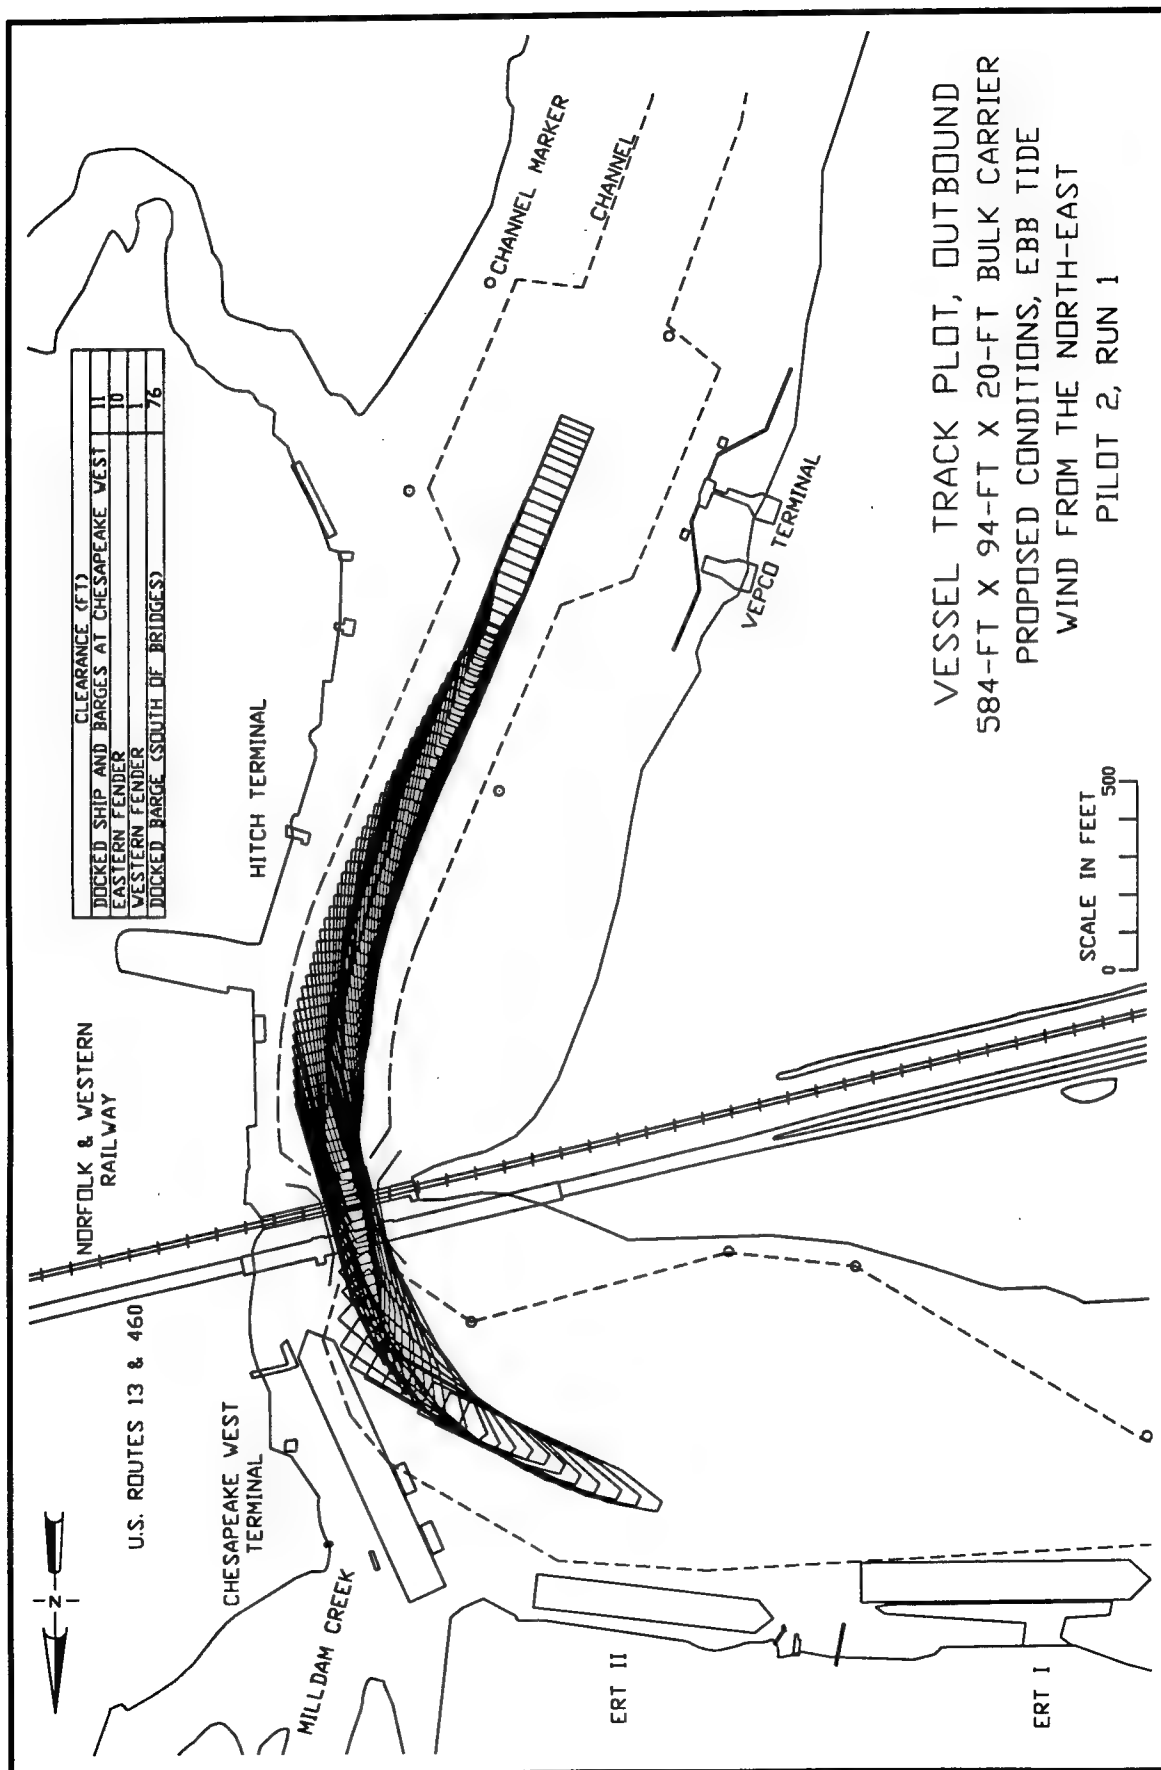 CLEARANCE (FT)
DOCKED SHIP AND BARGES AT CHESAPEAKE WEST 11
EASTERN FENDER 10
WESTERN FENDER 1
DOCKED BARGE (SOUTH OF BRIDGES) 76
N
U.S. ROUTES 13 & 460
NORFOLK & WESTERN
RAILWAY
HITCH TERMINAL
CHESAPEAKE WEST
TERMINAL
MILLDAM CREEK
CHANNEL MARKER
CHANNEL
VEPCO TERMINAL
ERT II
ERT I
SCALE IN FEET
0 500
VESSEL TRACK PLOT, OUTBOUND
584-FT X 94-FT X 20-FT BULK CARRIER
PROPOSED CONDITIONS, EBB TIDE
WIND FROM THE NORTH-EAST
PILOT 2, RUN 1